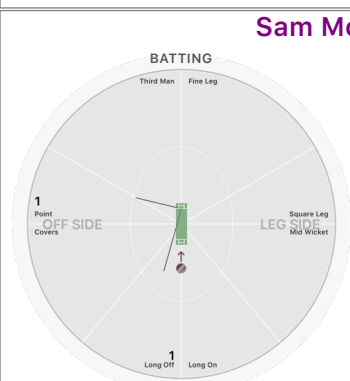 Sam Mc
BATTING
Third Man
Fine Leg
1
Point
OFF SIDE
Covers
Square Leg
LEG SIDE
Mid Wicket
1
Long Off
Long On